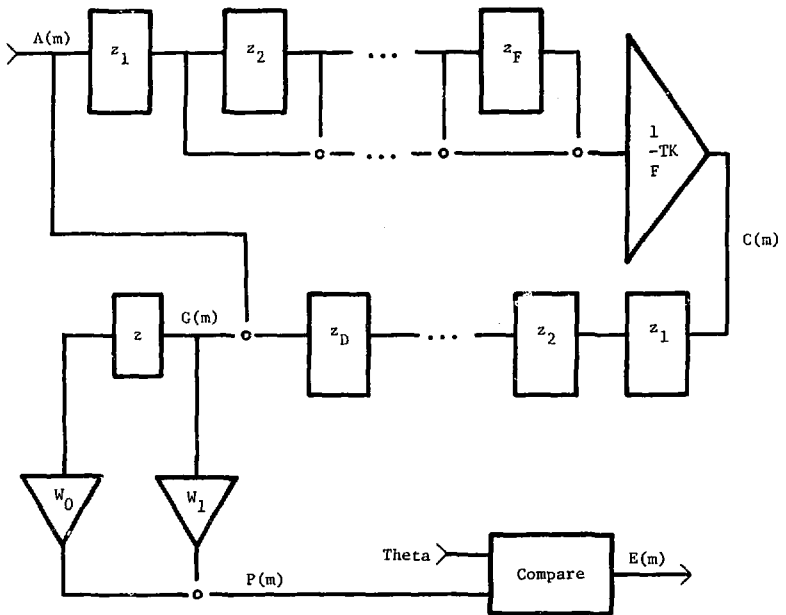 A(m)
z1
z2
...
zF
...
1
-TK
F
C(m)
z
G(m)
zD
...
z2
z1
W0
W1
Theta
P(m)
Compare
E(m)